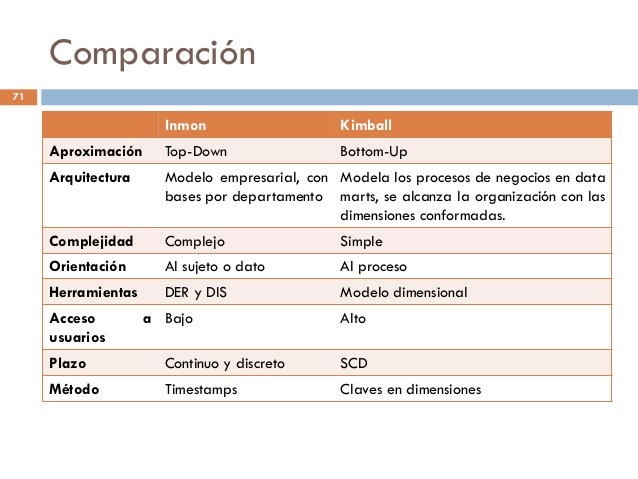 Comparación
71
Inmon Kimball
Aproximación Top-Down Bottom-Up
Arquitectura Modelo empresarial, con Modela los procesos de negocios en data
bases por departamento marts, se alcanza la organización con las
dimensiones conformadas.
Complejidad Complejo Simple
Orientación Al sujeto o dato Al proceso
Herramientas DER y DIS Modelo dimensional
Acceso a Bajo Alto
usuarios
Plazo Continuo y discreto SCD
Método Timestamps Claves en dimensiones